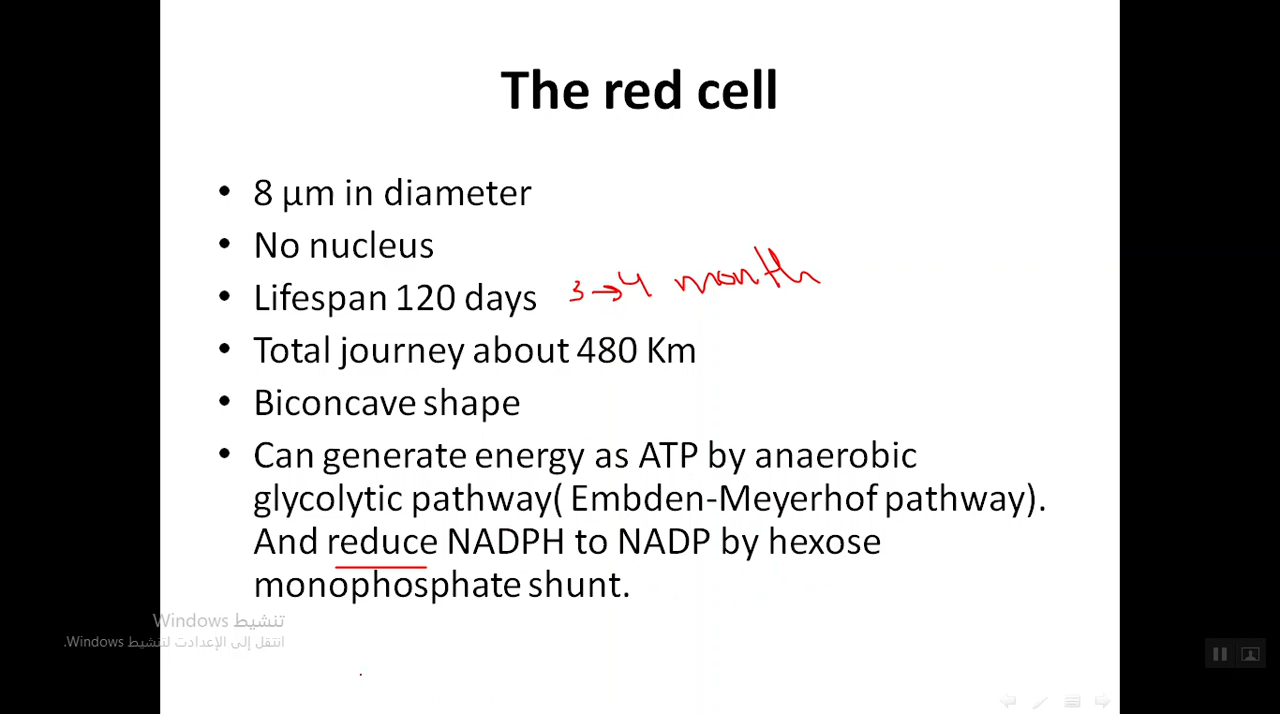 The red cell
• 8 µm in diameter
• No nucleus
• Lifespan 120 days 3→4 month
• Total journey about 480 Km
• Biconcave shape
• Can generate energy as ATP by anaerobic
glycolytic pathway( Embden-Meyerhof pathway).
And reduce NADPH to NADP by hexose
monophosphate shunt.
تنشيط Windows
انتقل إلى الإعدادت لتنشيط Windows.